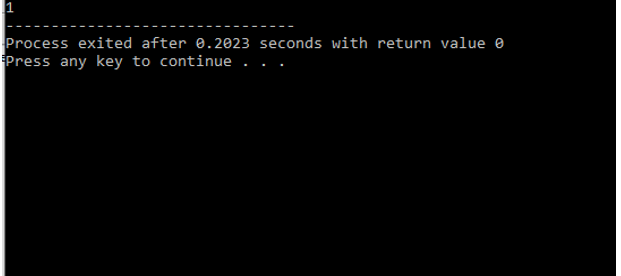 1
--------------------------------
Process exited after 0.2023 seconds with return value 0
Press any key to continue . . .